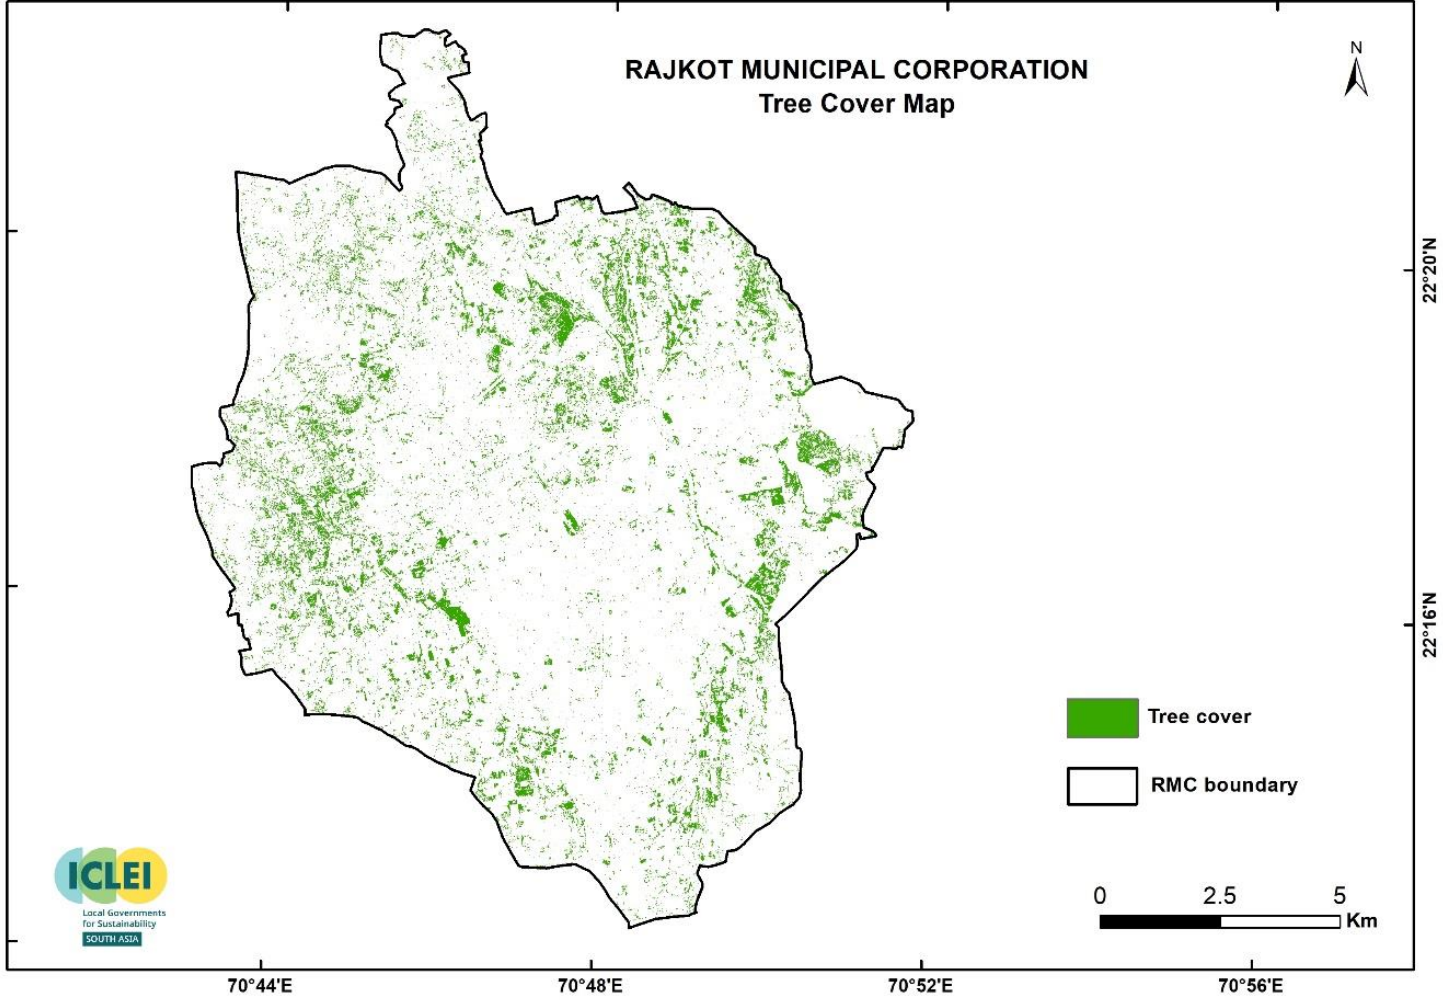 RAJKOT MUNICIPAL CORPORATION
Tree Cover Map
N
22°20'N
22°16'N
Tree cover
RMC boundary
0 2.5 5
Km
ICLEI
Local Governments
for Sustainability
SOUTH ASIA
70°44'E 70°48'E 70°52'E 70°56'E